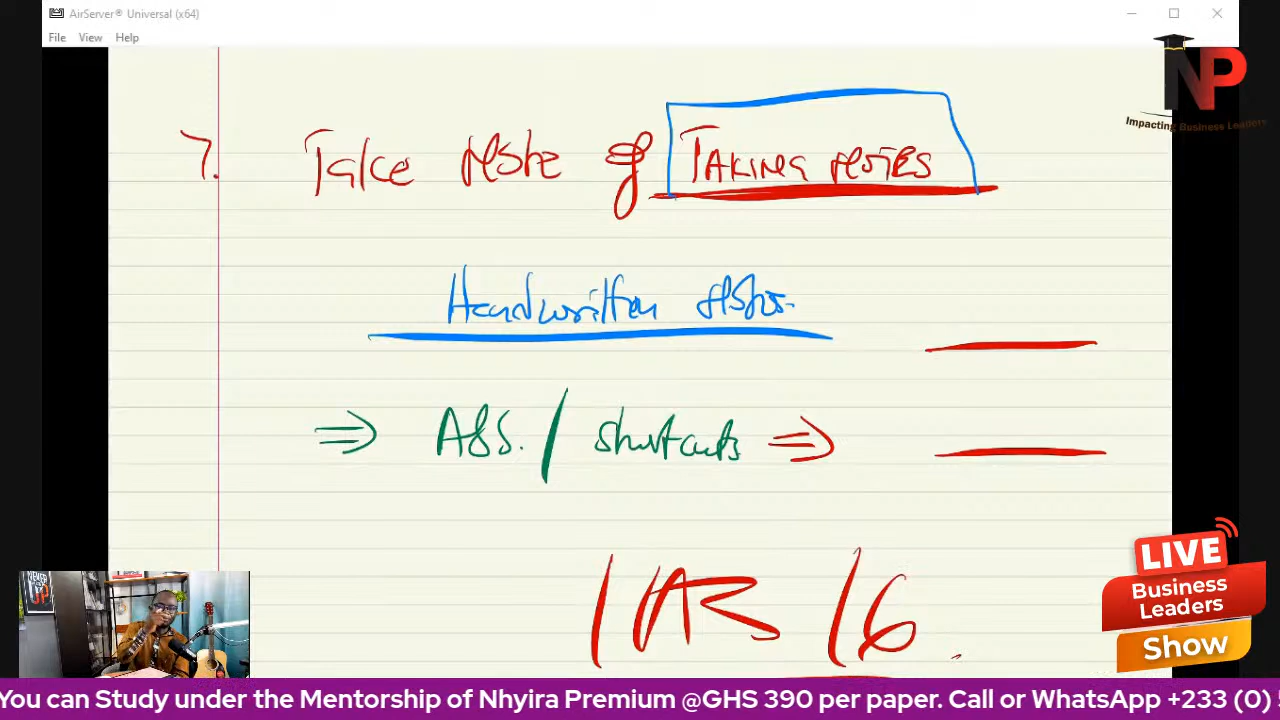 AirServer® Universal (x64)
File View Help
NP
Impacting Business Leaders
7. Take Note of TAKING NOTES
Handwritten Notes.
⇒ Abb. / Shortcuts ⇒
IAS 16
LIVE
Business
Leaders
Show
You can Study under the Mentorship of Nhyira Premium @GHS 390 per paper. Call or WhatsApp +233 (0)